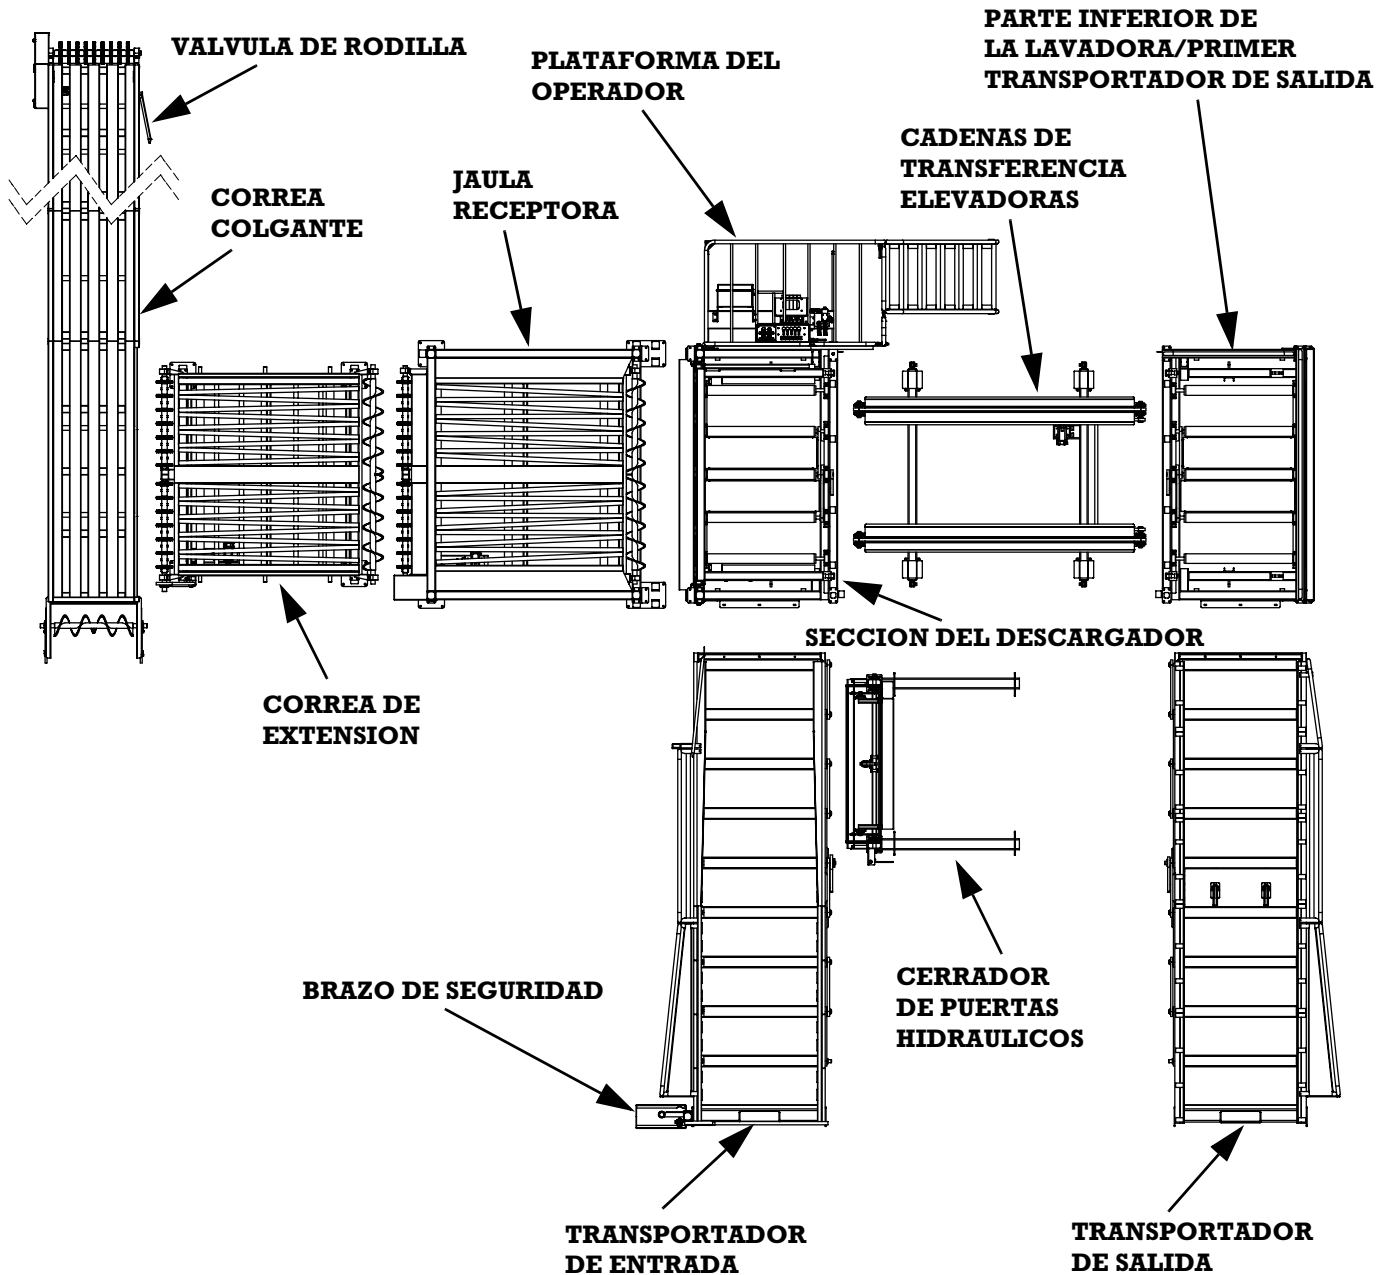 PARTE INFERIOR DE
LA LAVADORA/PRIMER
TRANSPORTADOR DE SALIDA
VALVULA DE RODILLA
PLATAFORMA DEL
OPERADOR
CADENAS DE
TRANSFERENCIA
ELEVADORAS
JAULA
RECEPTORA
CORREA
COLGANTE
SECCION DEL DESCARGADOR
CORREA DE
EXTENSION
BRAZO DE SEGURIDAD
CERRADOR
DE PUERTAS
HIDRAULICOS
TRANSPORTADOR
DE ENTRADA
TRANSPORTADOR
DE SALIDA